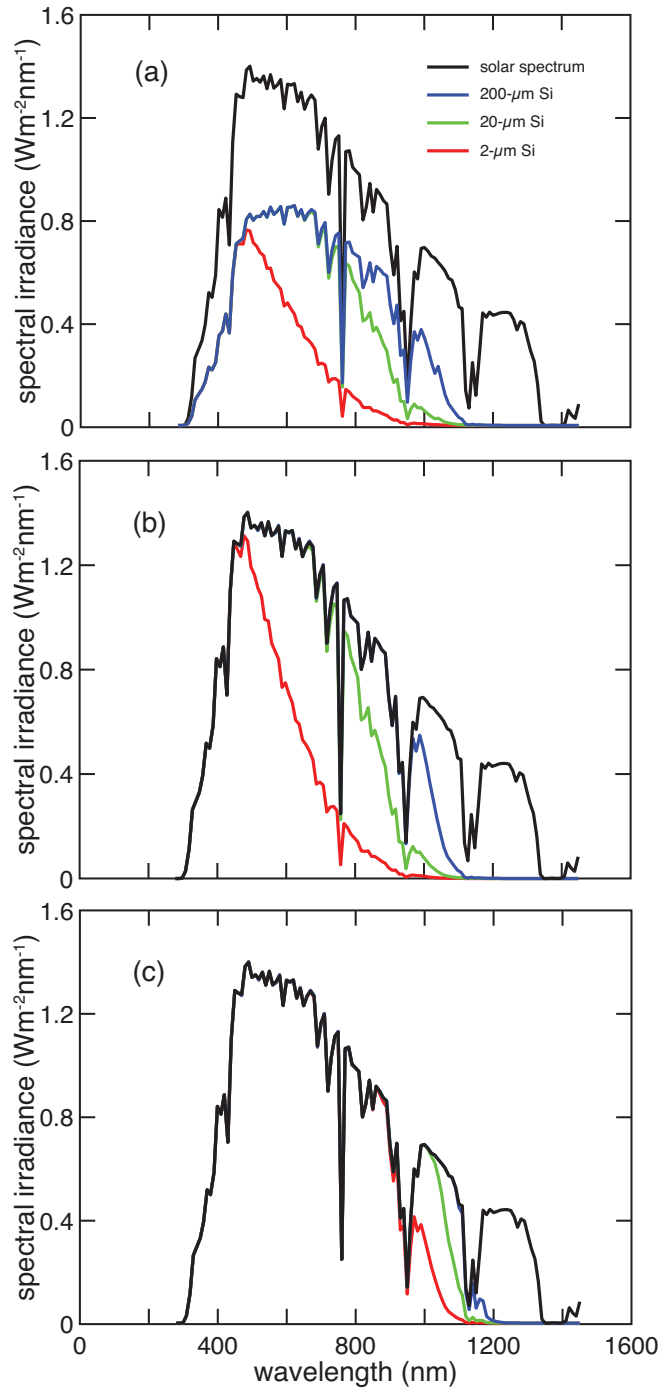 1.6
(a)
solar spectrum
200-µm Si
20-µm Si
2-µm Si
1.2
0.8
0.4
0
spectral irradiance (Wm-2nm-1)
1.6
(b)
1.2
0.8
0.4
0
spectral irradiance (Wm-2nm-1)
1.6
(c)
1.2
0.8
0.4
0
spectral irradiance (Wm-2nm-1)
0 400 800 1200 1600
wavelength (nm)